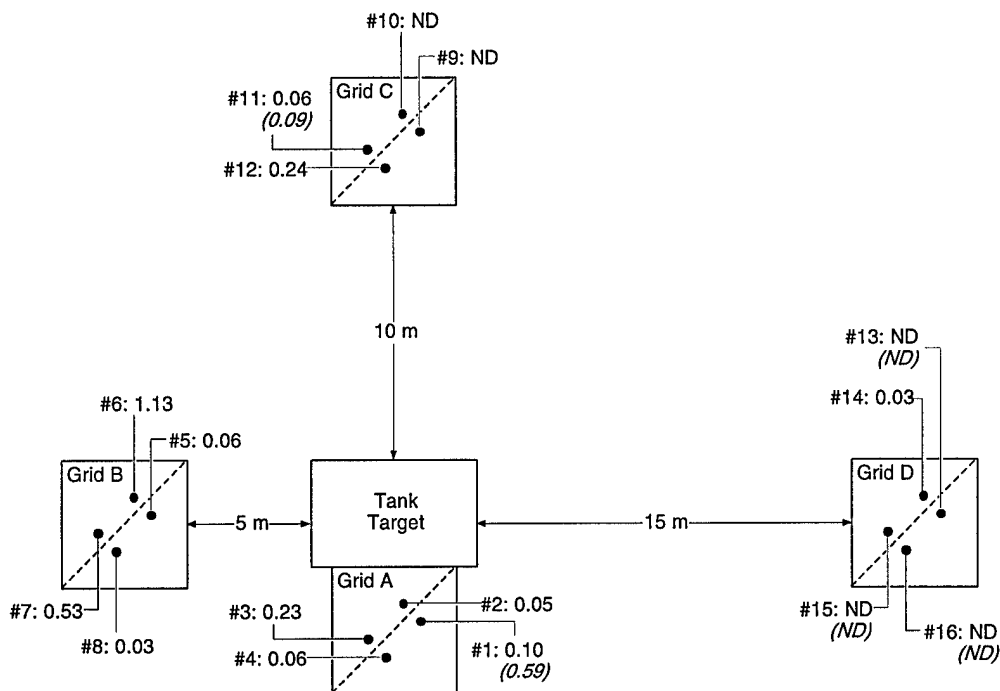 #10: ND
#9: ND
Grid C
#11: 0.06
(0.09)
#12: 0.24
10 m
#13: ND
(ND)
#14: 0.03
#6: 1.13
#5: 0.06
Grid B
Tank
Target
Grid D
5 m
15 m
Grid A
#7: 0.53
#8: 0.03
#3: 0.23
#2: 0.05
#4: 0.06
#1: 0.10
(0.59)
#15: ND
(ND)
#16: ND
(ND)